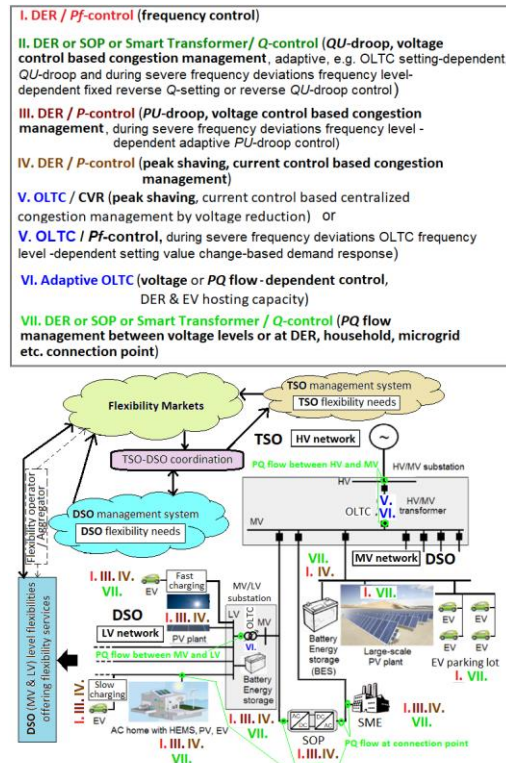 I. DER / Pf-control (frequency control)
II. DER or SOP or Smart Transformer/ Q-control (QU-droop, voltage
control based congestion management, adaptive, e.g. OLTC setting-dependent
QU-droop and during severe frequency deviations frequency level-
dependent fixed reverse Q-setting or reverse QU-droop control)
III. DER / P-control (PU-droop, voltage control based congestion
management, during severe frequency deviations frequency level -
dependent adaptive PU-droop control)
IV. DER / P-control (peak shaving, current control based congestion
management)
V. OLTC / CVR (peak shaving, current control based centralized
congestion management by voltage reduction) or
V. OLTC / Pf-control, during severe frequency deviations OLTC frequency
level -dependent setting value change-based demand response)
VI. Adaptive OLTC (voltage or PQ flow-dependent control,
DER & EV hosting capacity)
VII. DER or SOP or Smart Transformer / Q-control (PQ flow
management between voltage levels or at DER, household, microgrid
etc. connection point)
Flexibility Markets
TSO management system
TSO flexibility needs
TSO
HV network
TSO-DSO coordination
PQ flow between HV and MV
HV/MV substation
HV
DSO management system
DSO flexibility needs
OLTC
V.
VI.
HV/MV
transformer
MV
MV network
DSO
Flexibility operator
/Aggregator
DSO (MV & LV) level flexibilities
offering flexibility services
I. III. IV.
VII.
EV
Fast
charging
MV/LV
substation
DSO
LV network
I. III. IV.
VII.
PV plant
LV
OLTC
MV
VI.
PQ flow between MV and LV
Battery
Energy
storage
VII.
I. IV.
Battery
Energy
storage
(BES)
I. VII.
Large-scale
PV plant
EV
EV
EV
EV
EV
EV parking lot
I. VII.
Slow
charging
I. III. IV.
VII.
EV
AC home with HEMS, PV, EV
I. III. IV.
VII.
I. III. IV.
VII.
AC
DC
DC
AC
SOP
I. III. IV.
SME
I. III. IV.
VII.
PQ flow at connection point